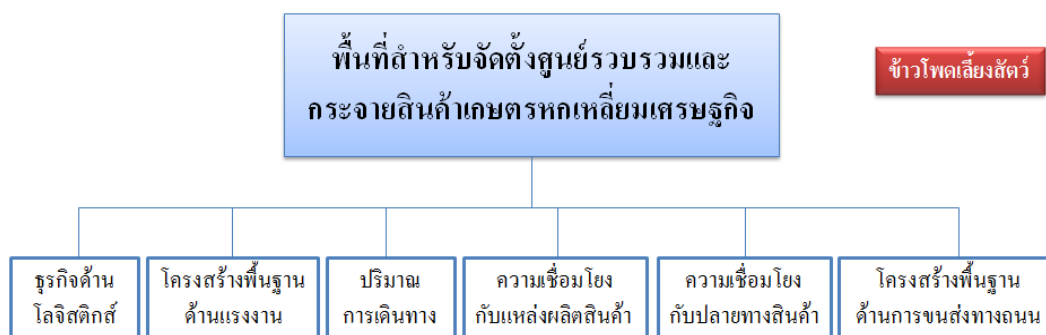 พื้นที่สำหรับจัดตั้งศูนย์รวบรวมและ
กระจายสินค้าเกษตรหกเหลี่ยมเศรษฐกิจ
ข้าวโพดเลี้ยงสัตว์
ธุรกิจด้าน
โลจิสติกส์
โครงสร้างพื้นฐาน
ด้านแรงงาน
ปริมาณ
การเดินทาง
ความเชื่อมโยง
กับแหล่งผลิตสินค้า
ความเชื่อมโยง
กับปลายทางสินค้า
โครงสร้างพื้นฐาน
ด้านการขนส่งทางถนน